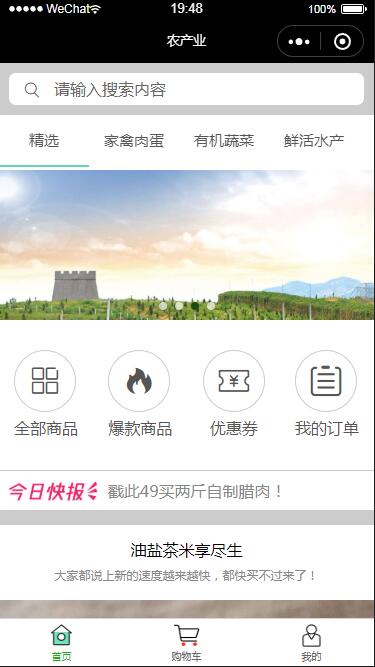 ●●●●● WeChat 19:48 100%
农产业
请输入搜索内容
精选 家禽肉蛋 有机蔬菜 鲜活水产
全部商品 爆款商品 优惠券 我的订单
今日快报 戳此49买两斤自制腊肉！
油盐茶米享尽生
大家都说上新的速度越来越快，都快买不过来了！
首页 购物车 我的